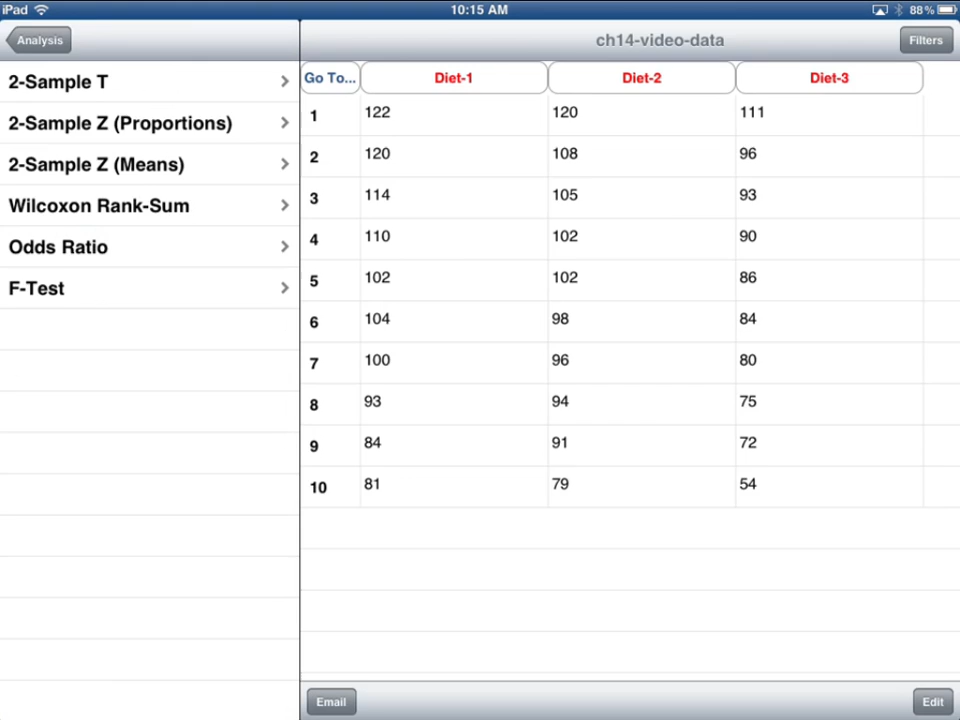 iPad 10:15 AM 88%
Analysis
ch14-video-data
Filters
2-Sample T
2-Sample Z (Proportions)
2-Sample Z (Means)
Wilcoxon Rank-Sum
Odds Ratio
F-Test
Go To... Diet-1 Diet-2 Diet-3
1 122 120 111
2 120 108 96
3 114 105 93
4 110 102 90
5 102 102 86
6 104 98 84
7 100 96 80
8 93 94 75
9 84 91 72
10 81 79 54
Email
Edit